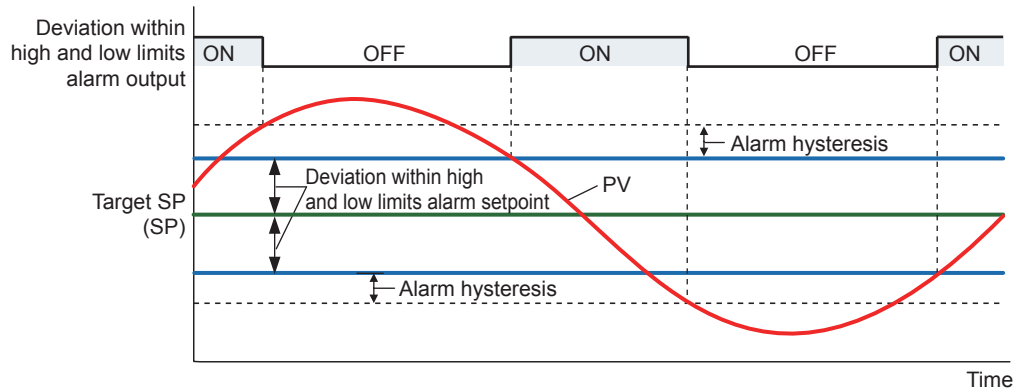 Deviation within
high and low limits
alarm output
ON
OFF
ON
OFF
ON
Alarm hysteresis
Deviation within high
and low limits alarm setpoint
PV
Target SP
(SP)
Alarm hysteresis
Time